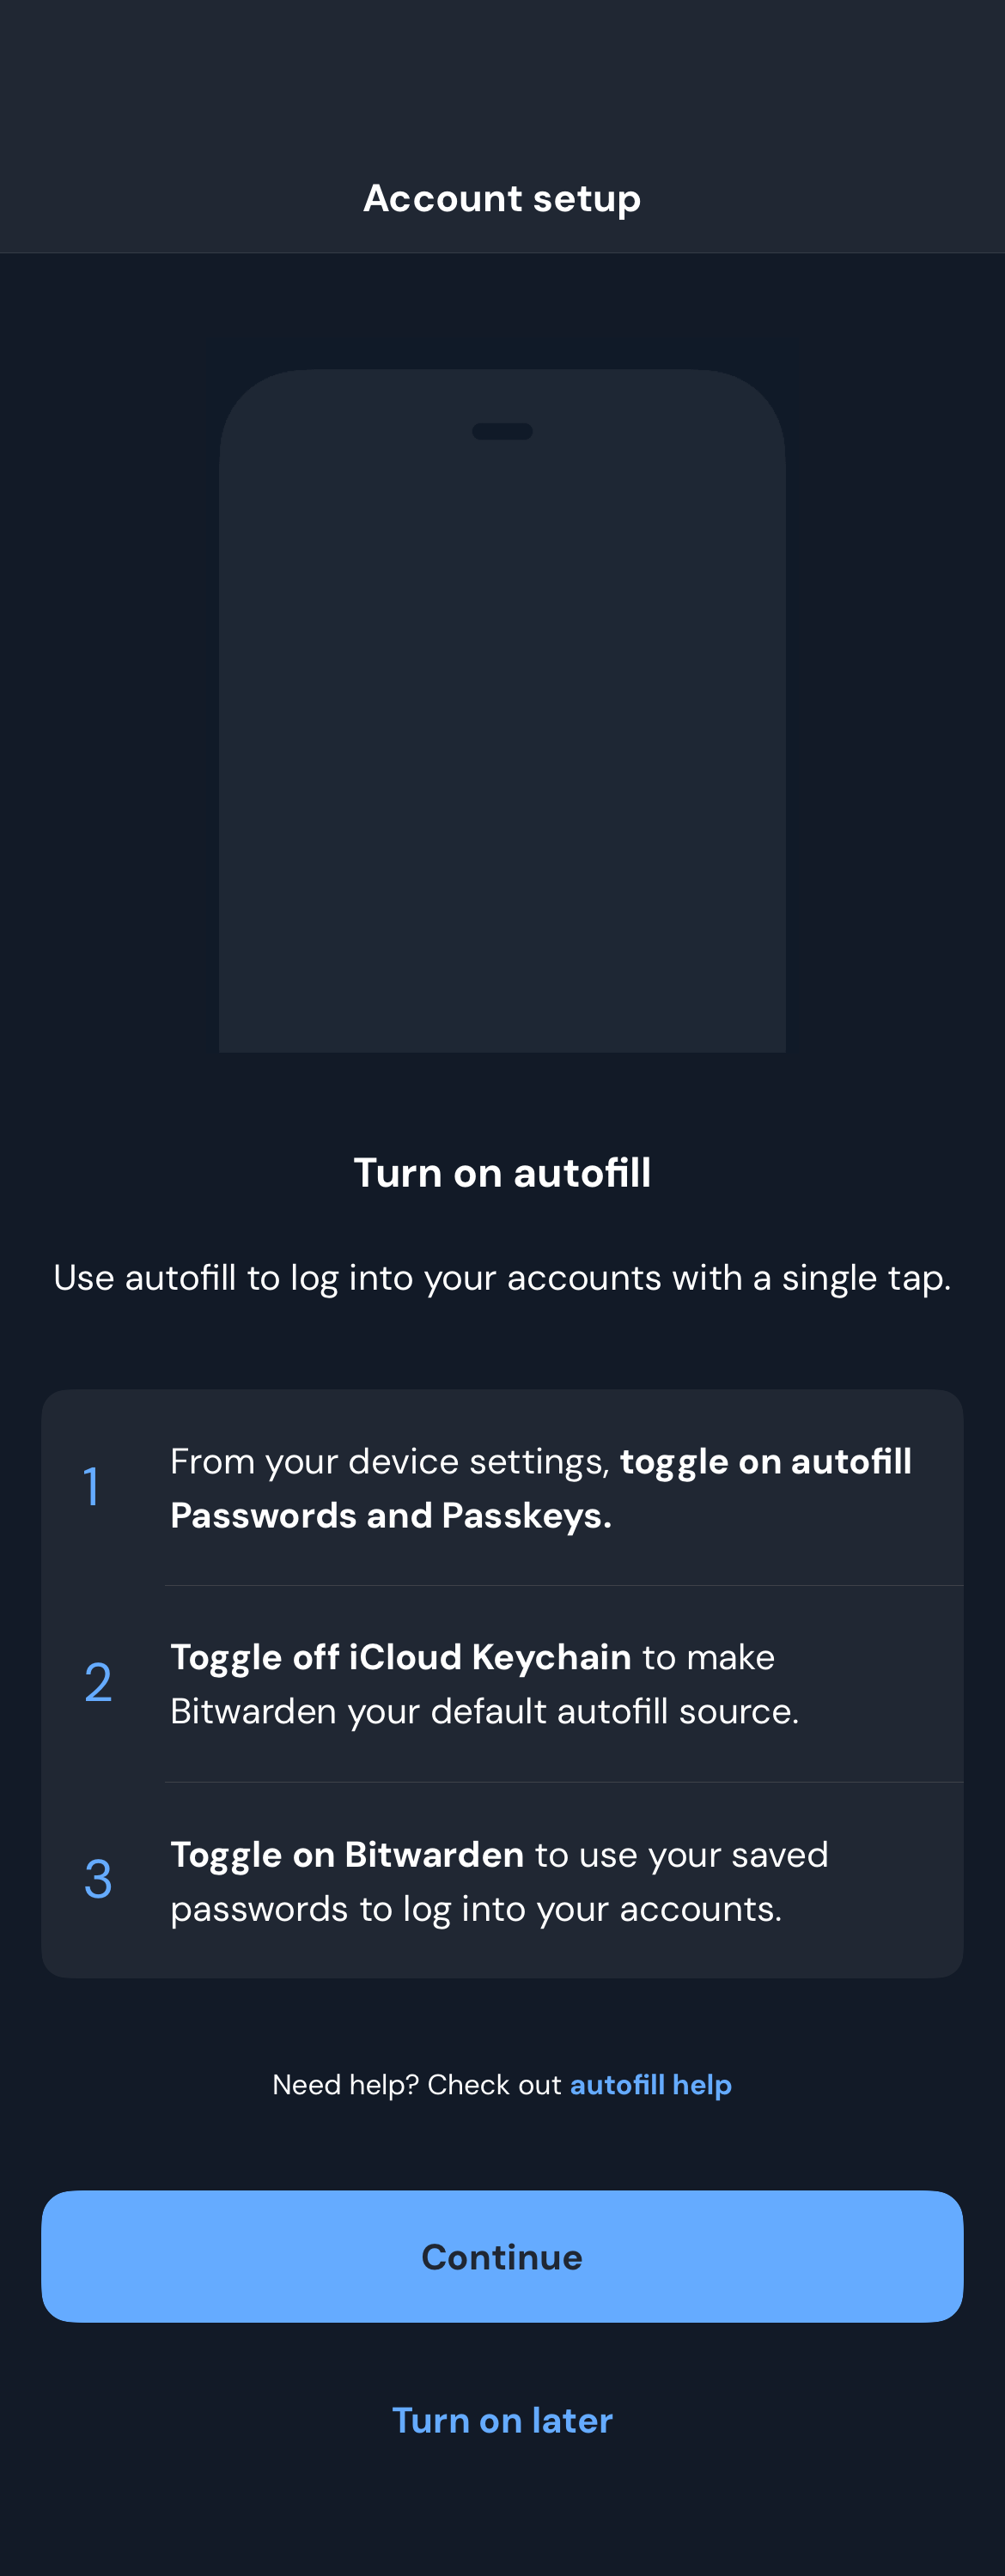 Account setup
Turn on autofill
Use autofill to log into your accounts with a single tap.
1
From your device settings, toggle on autofill
Passwords and Passkeys.
2
Toggle off iCloud Keychain to make
Bitwarden your default autofill source.
3
Toggle on Bitwarden to use your saved
passwords to log into your accounts.
Need help? Check out autofill help
Continue
Turn on later